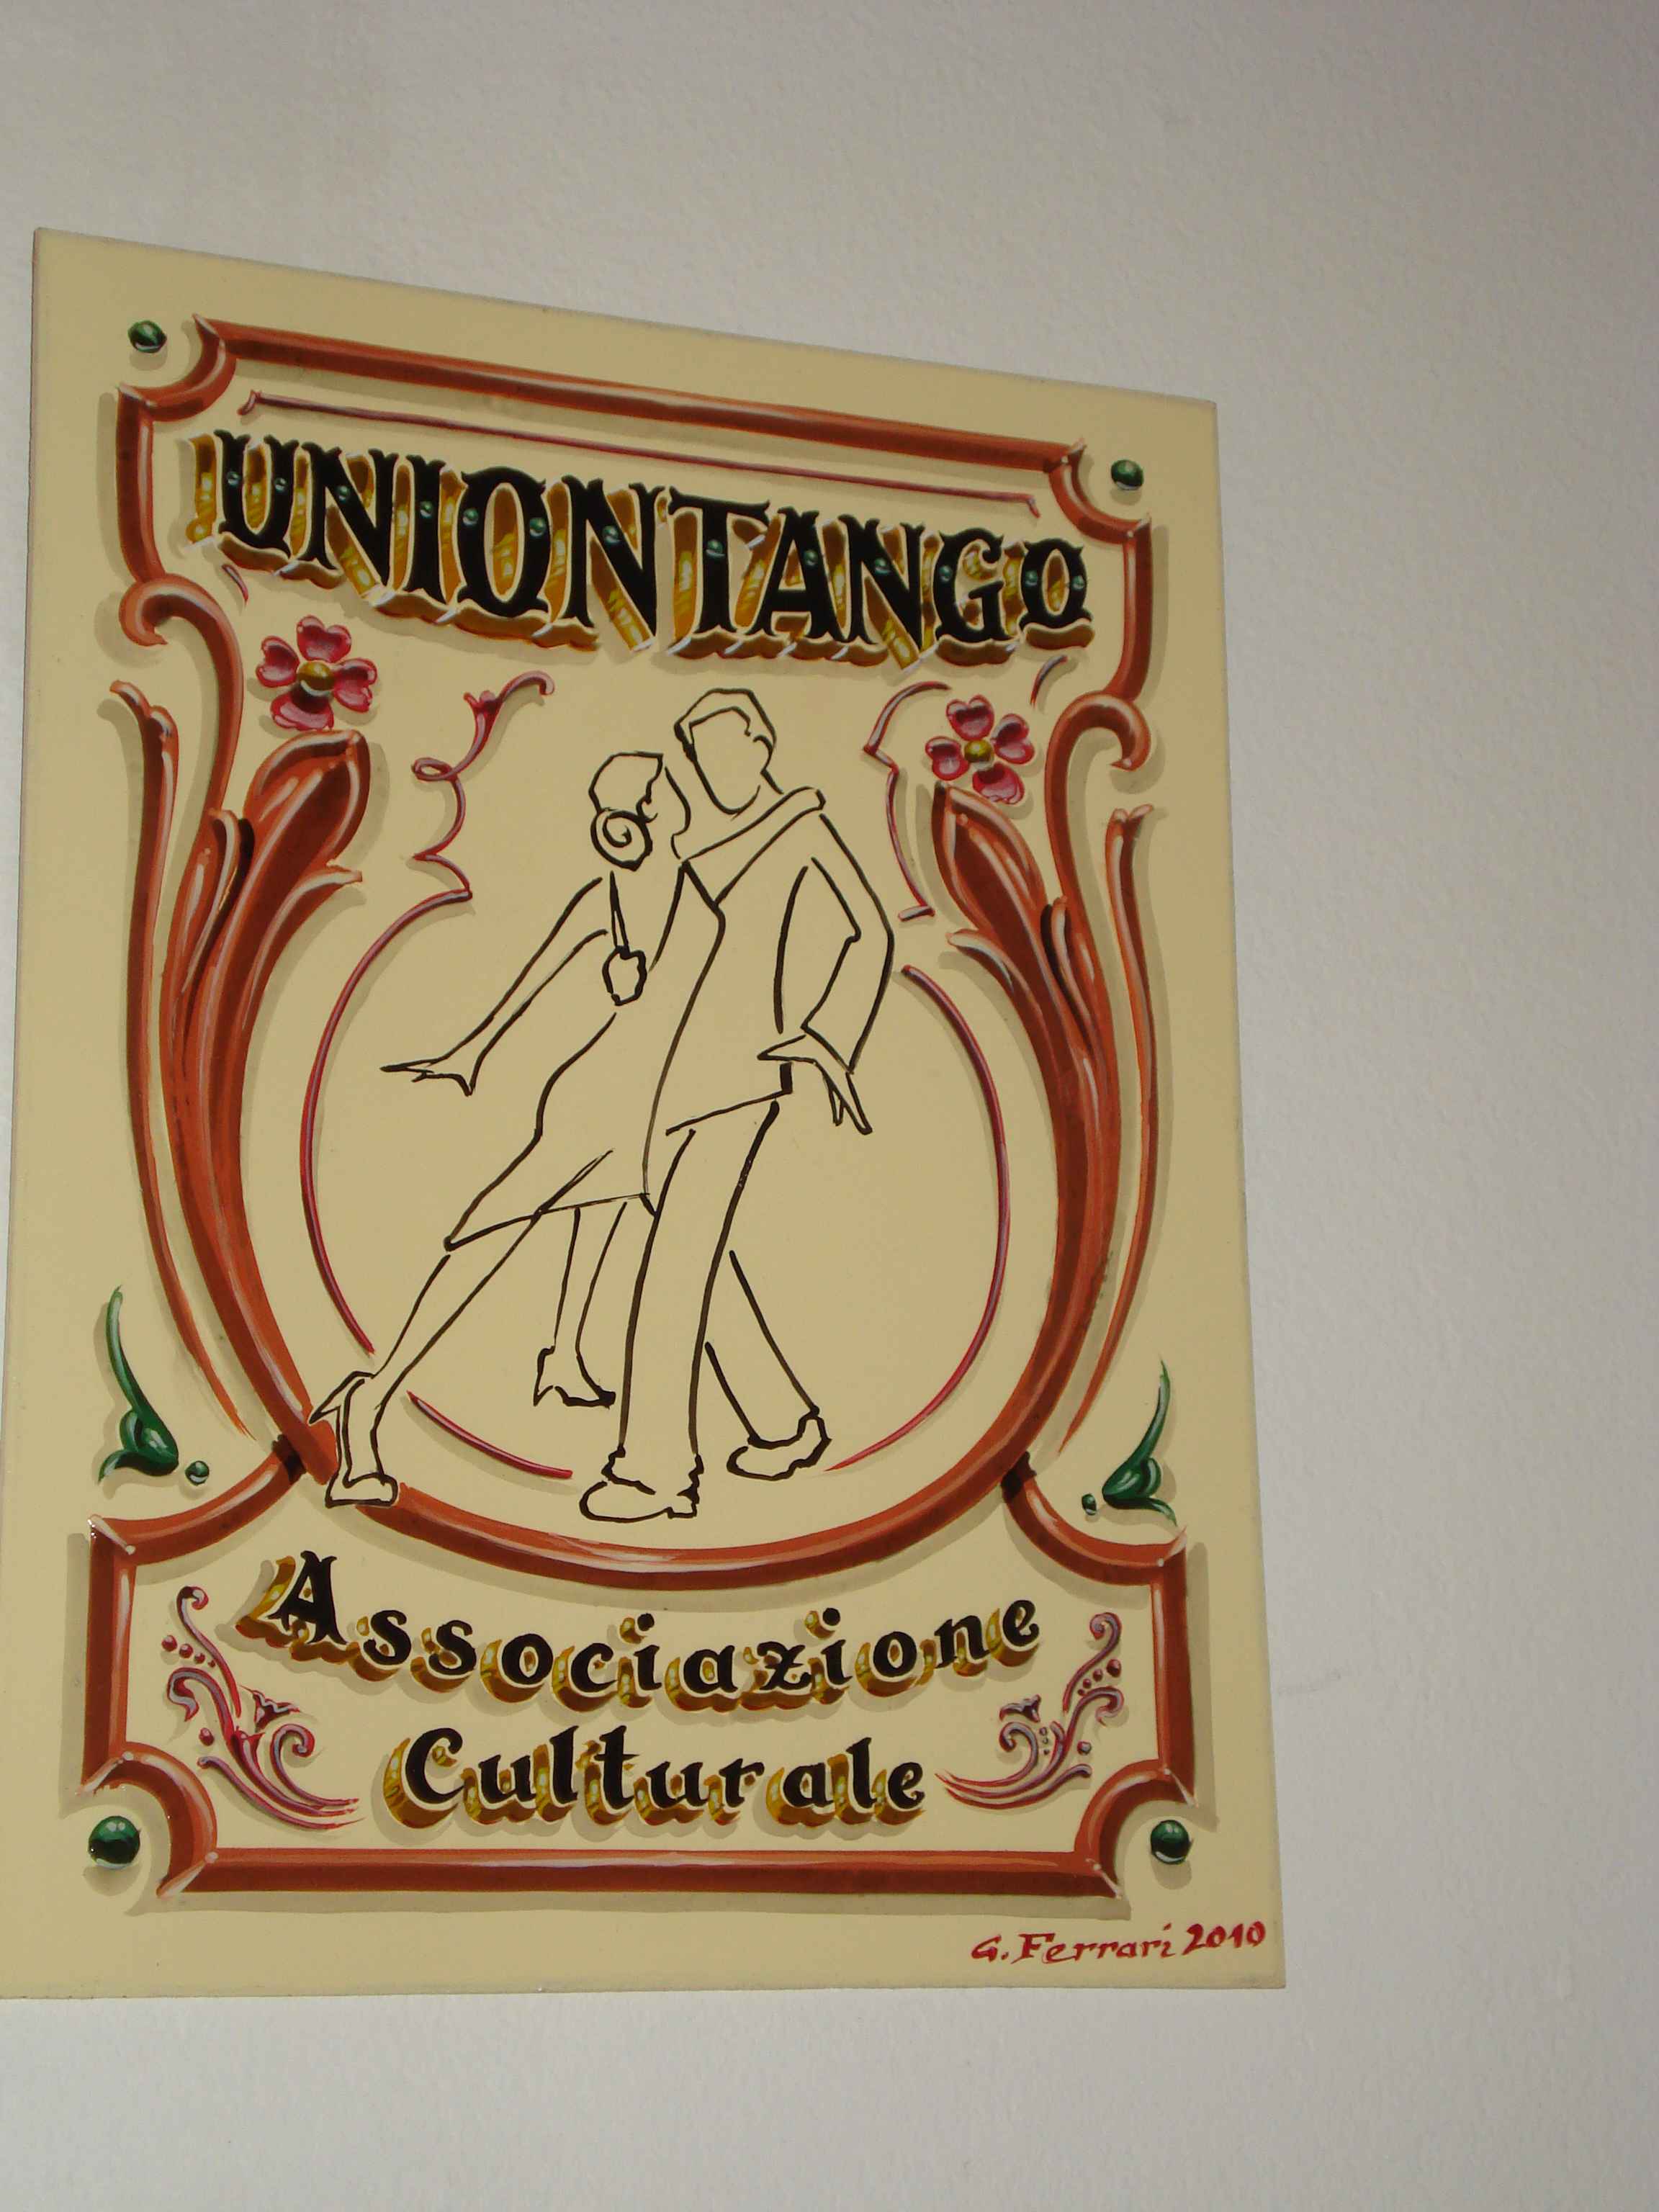 UNIONTANGO
Associazione
Culturale
G. Ferrari 2010